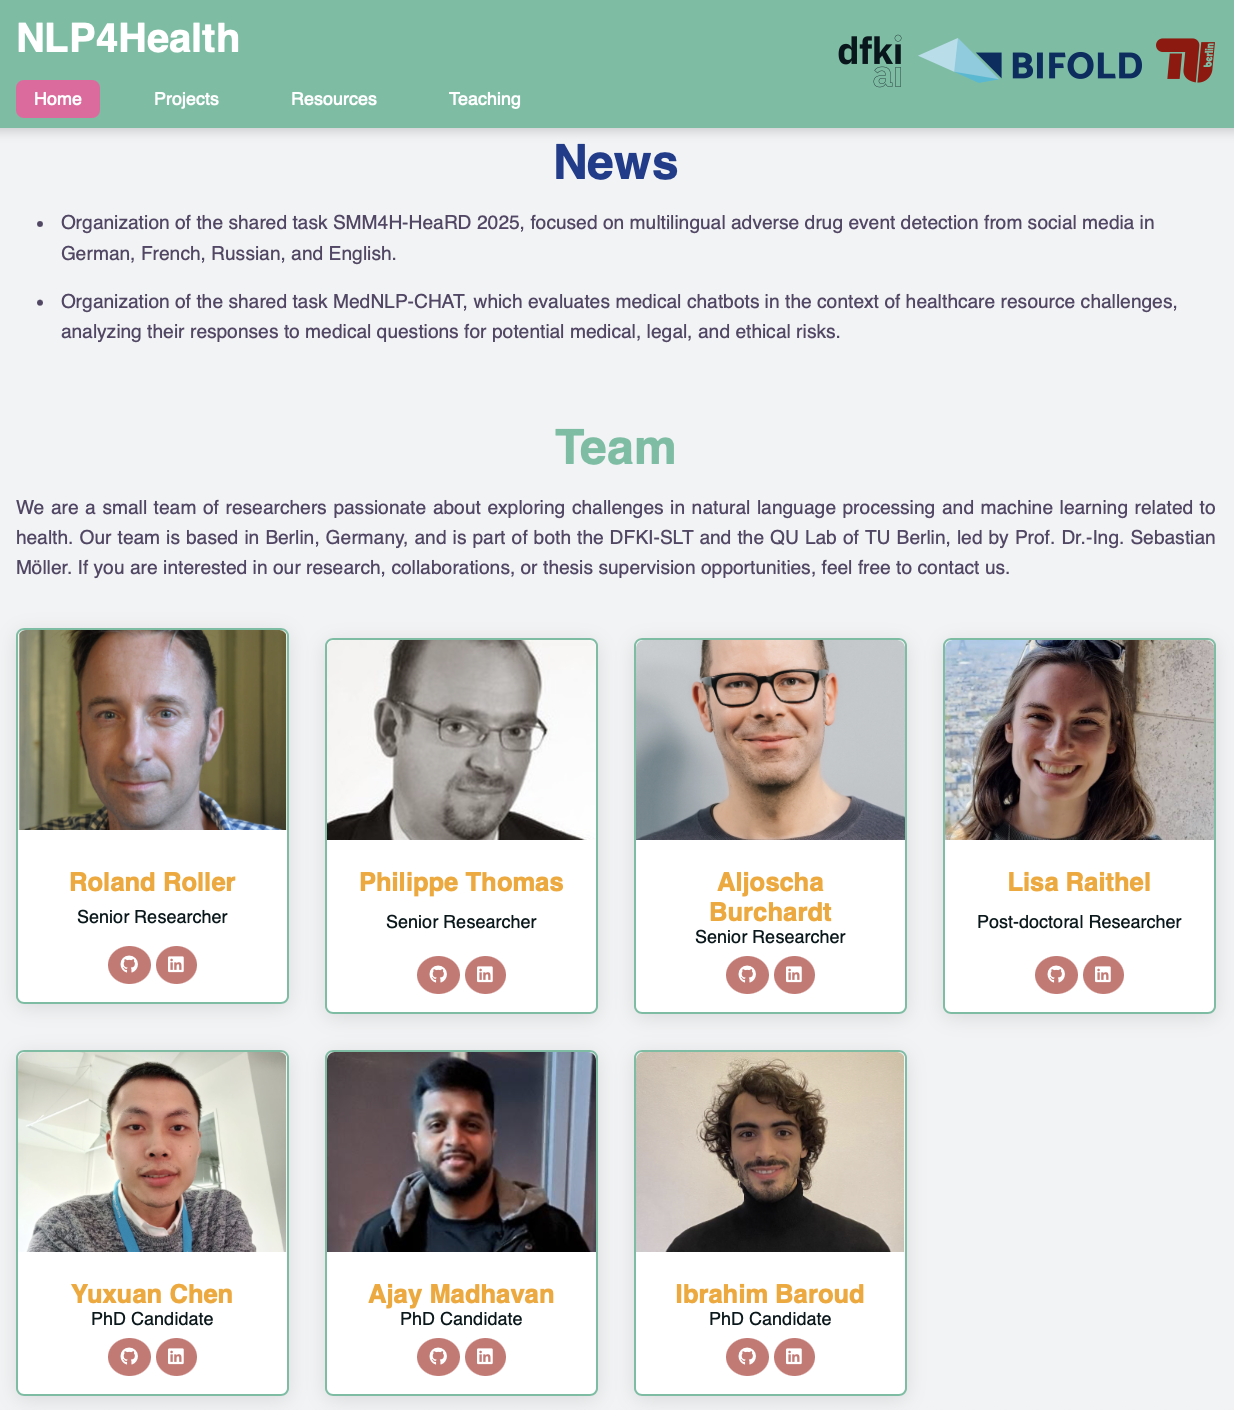 NLP4Health
dfki
ai
BIFOLD
TU
berlin
Home
Projects
Resources
Teaching
News
Organization of the shared task SMM4H-HeaRD 2025, focused on multilingual adverse drug event detection from social media in
German, French, Russian, and English.
Organization of the shared task MedNLP-CHAT, which evaluates medical chatbots in the context of healthcare resource challenges,
analyzing their responses to medical questions for potential medical, legal, and ethical risks.
Team
We are a small team of researchers passionate about exploring challenges in natural language processing and machine learning related to
health. Our team is based in Berlin, Germany, and is part of both the DFKI-SLT and the QU Lab of TU Berlin, led by Prof. Dr.-Ing. Sebastian
Möller. If you are interested in our research, collaborations, or thesis supervision opportunities, feel free to contact us.
Roland Roller
Senior Researcher
in
Philippe Thomas
Senior Researcher
in
Aljoscha
Burchardt
Senior Researcher
in
Lisa Raithel
Post-doctoral Researcher
in
Yuxuan Chen
PhD Candidate
in
Ajay Madhavan
PhD Candidate
in
Ibrahim Baroud
PhD Candidate
in